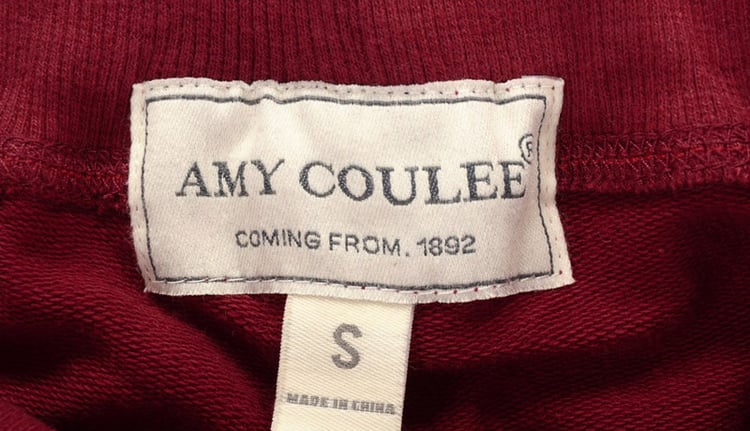 AMY COULEE®
COMING FROM. 1892
S
MADE IN CHINA